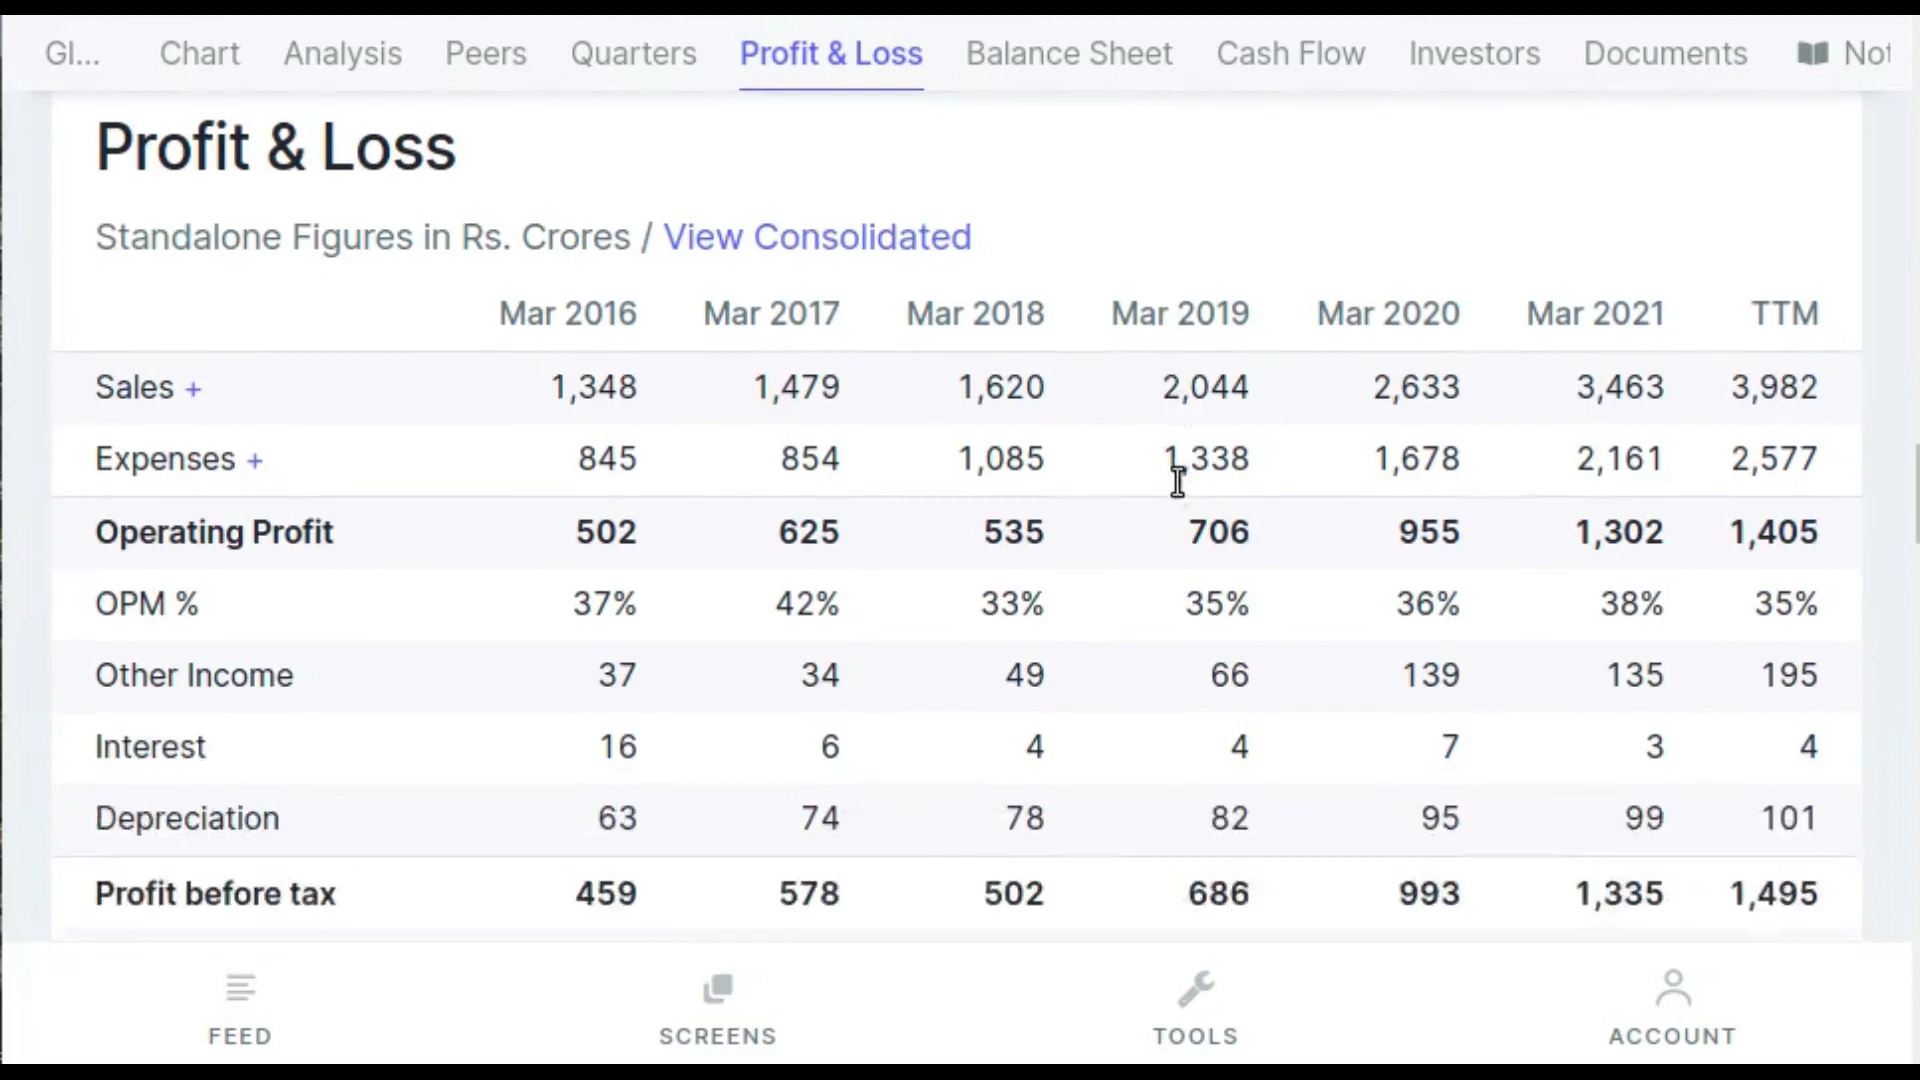 Gl... Chart Analysis Peers Quarters Profit & Loss Balance Sheet Cash Flow Investors Documents Not
Profit & Loss
Standalone Figures in Rs. Crores / View Consolidated
Mar 2016 Mar 2017 Mar 2018 Mar 2019 Mar 2020 Mar 2021 TTM
Sales + 1,348 1,479 1,620 2,044 2,633 3,463 3,982
Expenses + 845 854 1,085 1,338 1,678 2,161 2,577
Operating Profit 502 625 535 706 955 1,302 1,405
OPM % 37% 42% 33% 35% 36% 38% 35%
Other Income 37 34 49 66 139 135 195
Interest 16 6 4 4 7 3 4
Depreciation 63 74 78 82 95 99 101
Profit before tax 459 578 502 686 993 1,335 1,495
FEED SCREENS TOOLS ACCOUNT